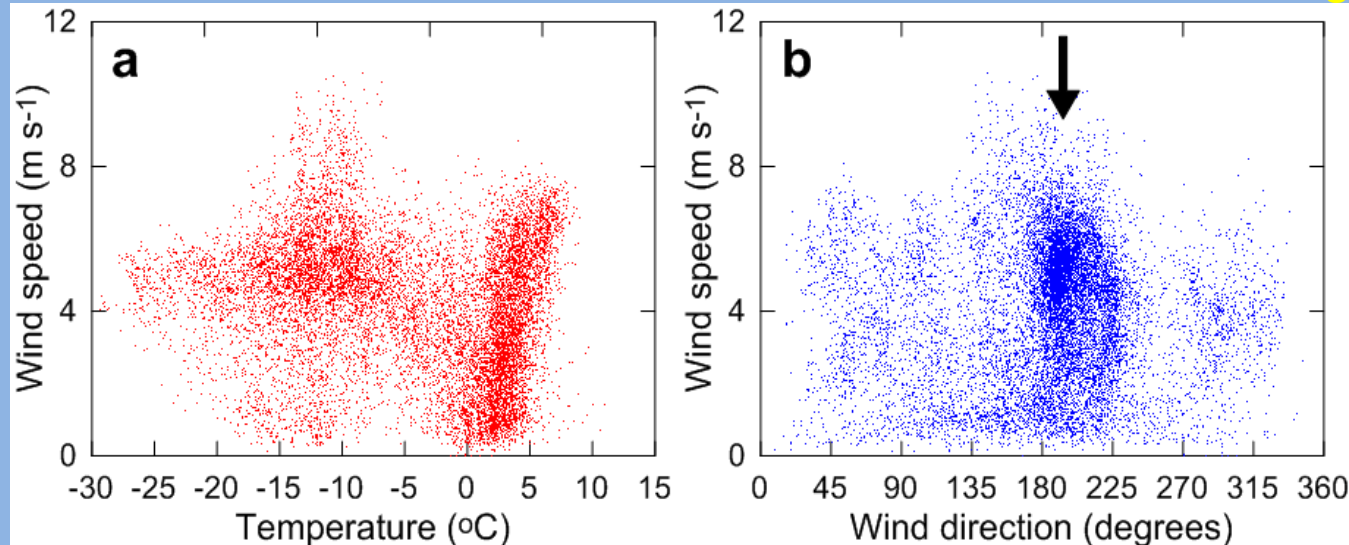 a
12
8
4
0
Wind speed (m s-1)
-30 -25 -20 -15 -10 -5 0 5 10 15
Temperature (oC)
b
12
8
4
0
Wind speed (m s-1)
0 45 90 135 180 225 270 315 360
Wind direction (degrees)